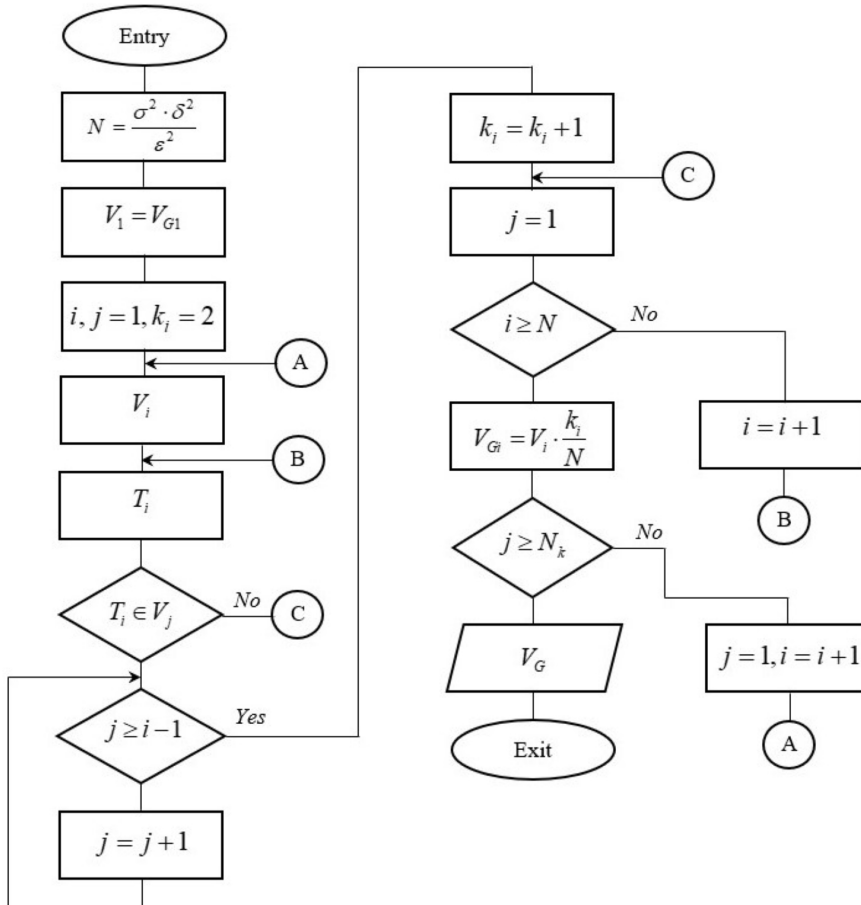 Entry
N = σ² · δ² / ε²
V₁ = V_G1
i, j = 1, k_i = 2
A
V_i
B
T_i
T_i ∈ V_j
No
C
j ≥ i − 1
Yes
j = j + 1
k_i = k_i + 1
C
j = 1
i ≥ N
No
V_Gi = V_i · k_i / N
i = i + 1
B
j ≥ N_k
No
V_G
j = 1, i = i + 1
Exit
A